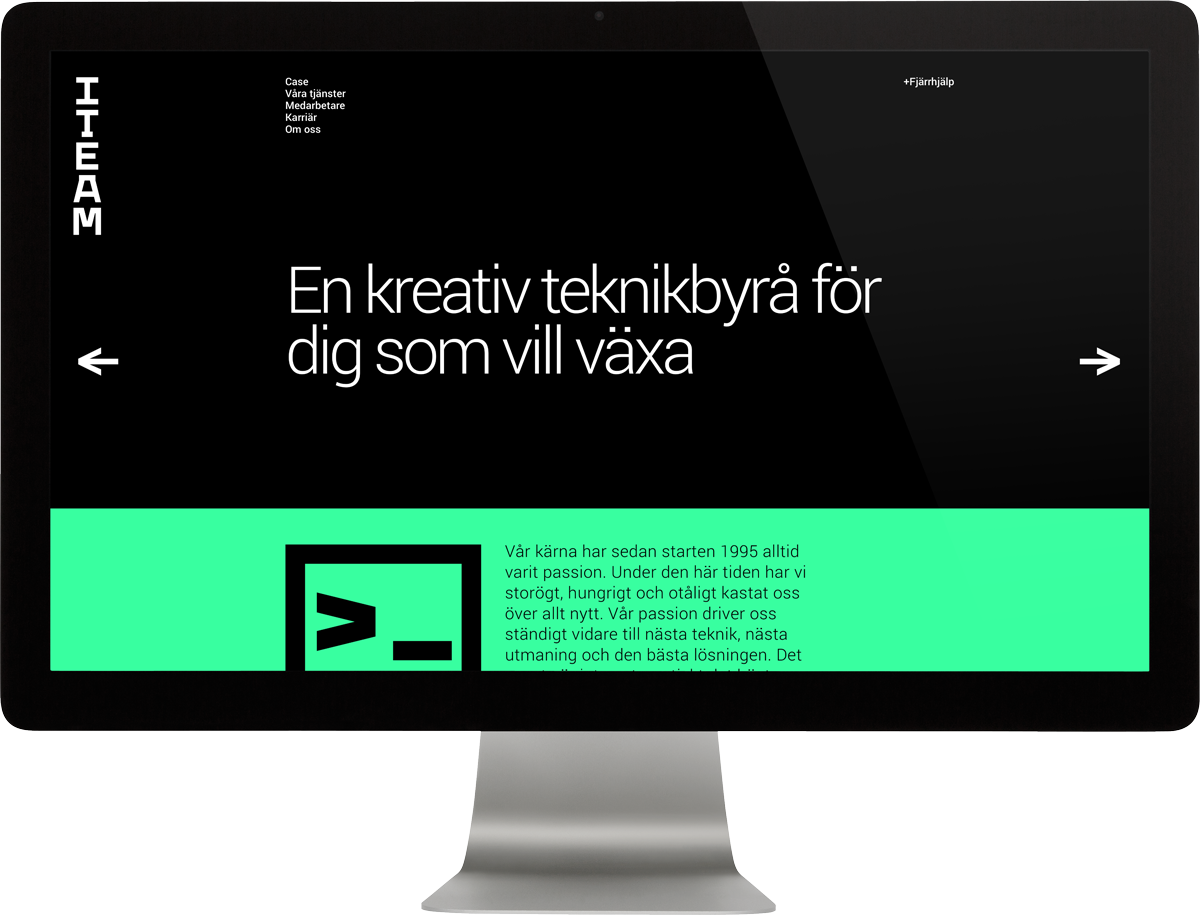 ITEAM
Case
Våra tjänster
Medarbetare
Karriär
Om oss
+Fjärrhjälp
En kreativ teknikbyrå för
dig som vill växa
Vår kärna har sedan starten 1995 alltid
varit passion. Under den här tiden har vi
storögt, hungrigt och otåligt kastat oss
över allt nytt. Vår passion driver oss
ständigt vidare till nästa teknik, nästa
utmaning och den bästa lösningen. Det